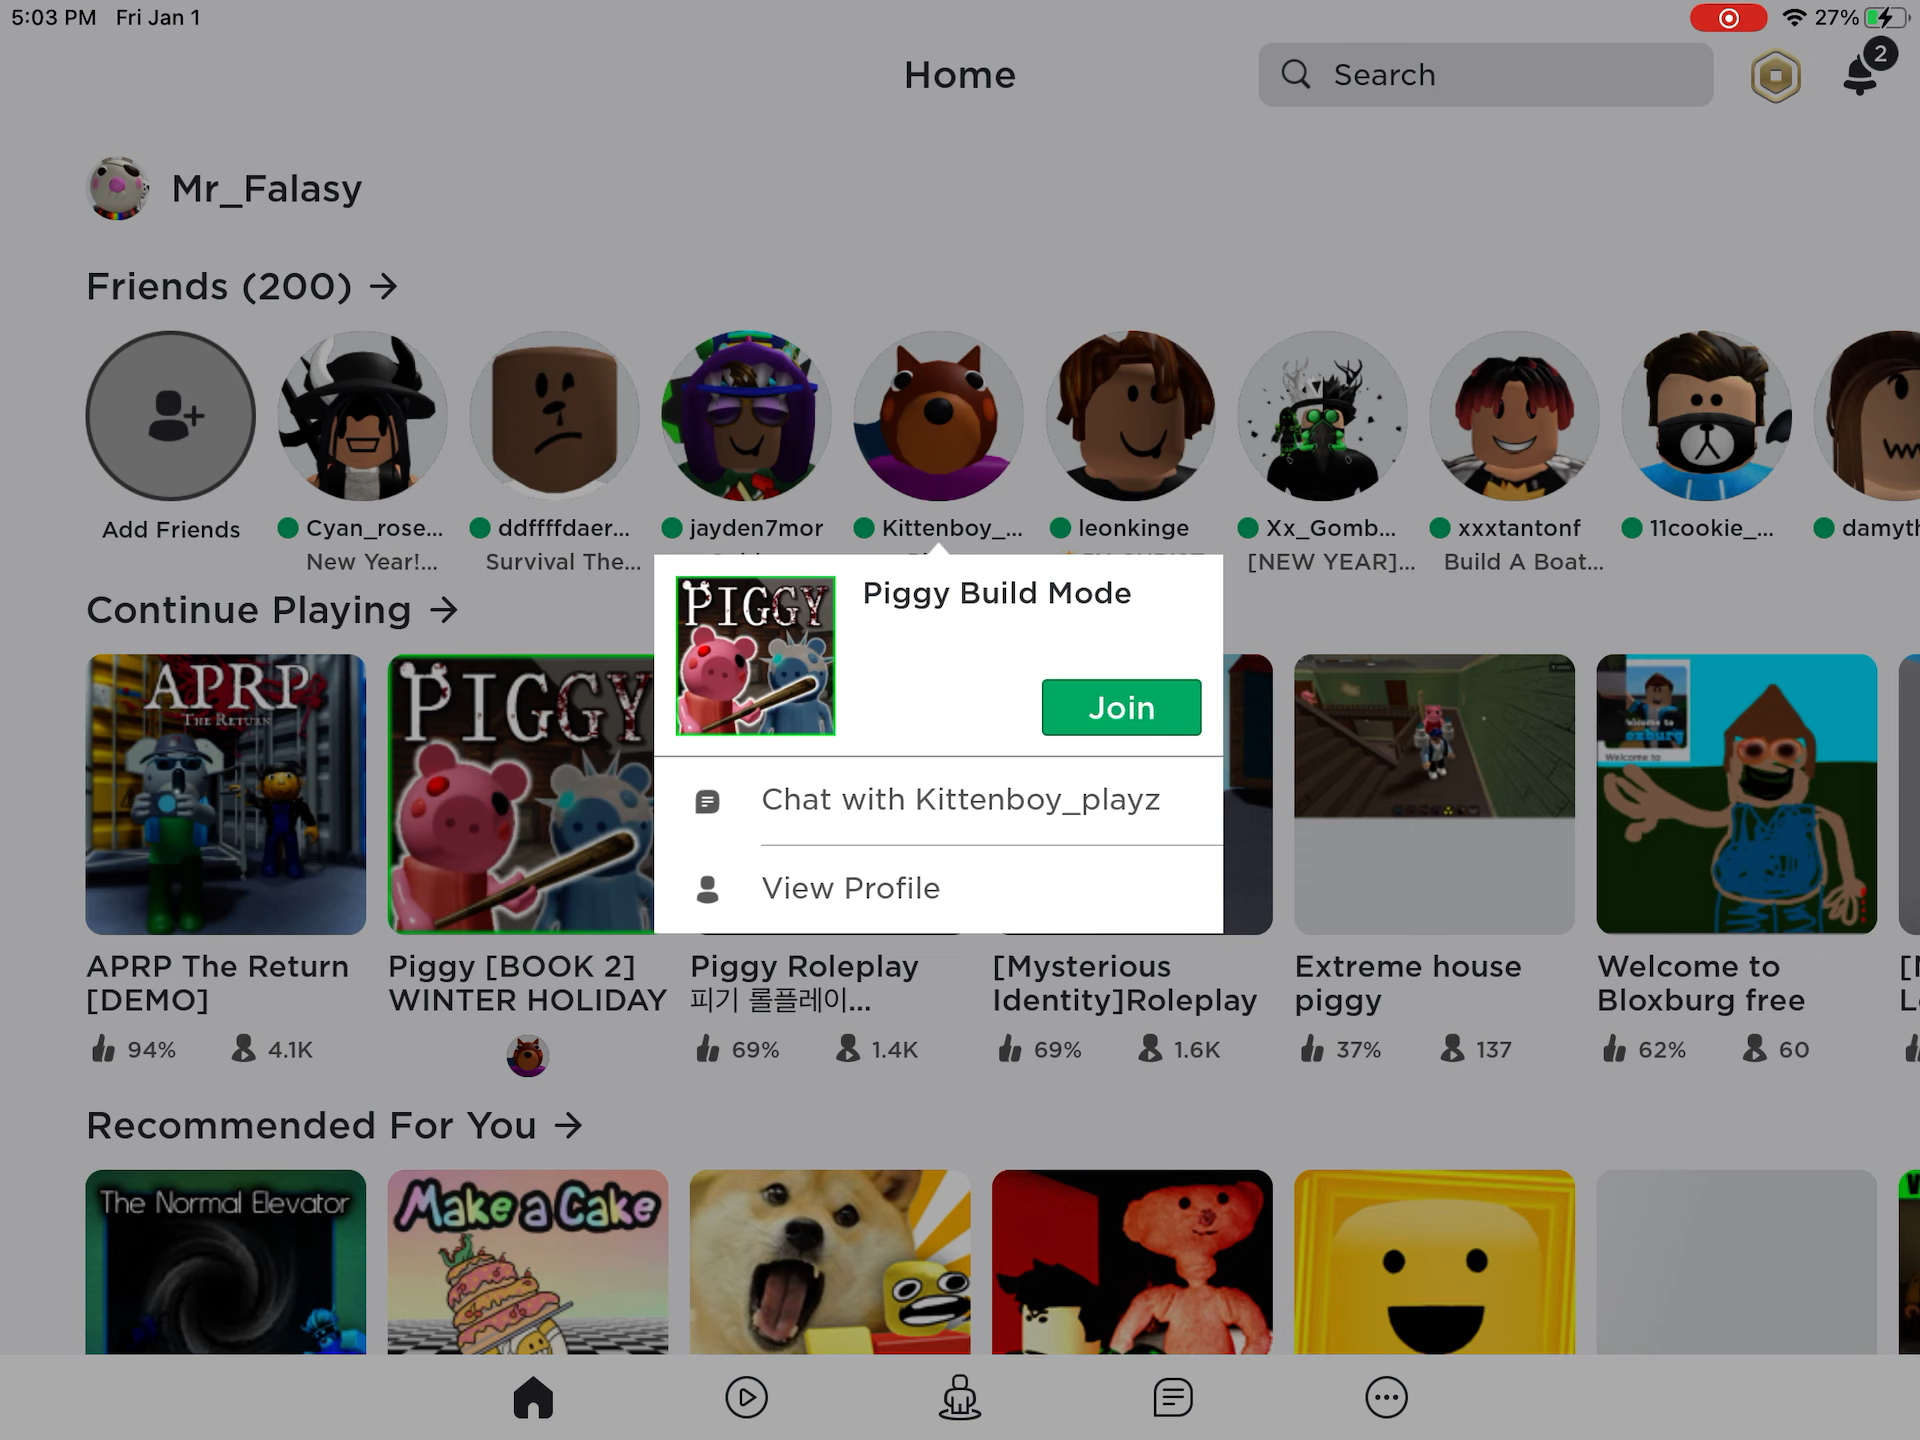 5:03 PM Fri Jan 1
27%
Home
Search
2
Mr_Falasy
Friends (200)
Add Friends
Cyan_rose...
ddffffdaer...
jayden7mor
Kittenboy_...
leonkinge
Xx_Gomb...
xxxtantonf
11cookie_...
New Year!...
Survival The...
[NEW YEAR]...
Build A Boat...
Continue Playing
PIGGY
Piggy Build Mode
Join
Chat with Kittenboy_playz
View Profile
APRP
THE RETURN
PIGGY
Welcome to
Welcome to
APRP The Return
[DEMO]
94% 4.1K
Piggy [BOOK 2]
WINTER HOLIDAY
Piggy Roleplay
피기 롤플레이...
69% 1.4K
[Mysterious
Identity]Roleplay
69% 1.6K
Extreme house
piggy
37% 137
Welcome to
Bloxburg free
62% 60
Recommended For You
The Normal Elevator
Make a Cake